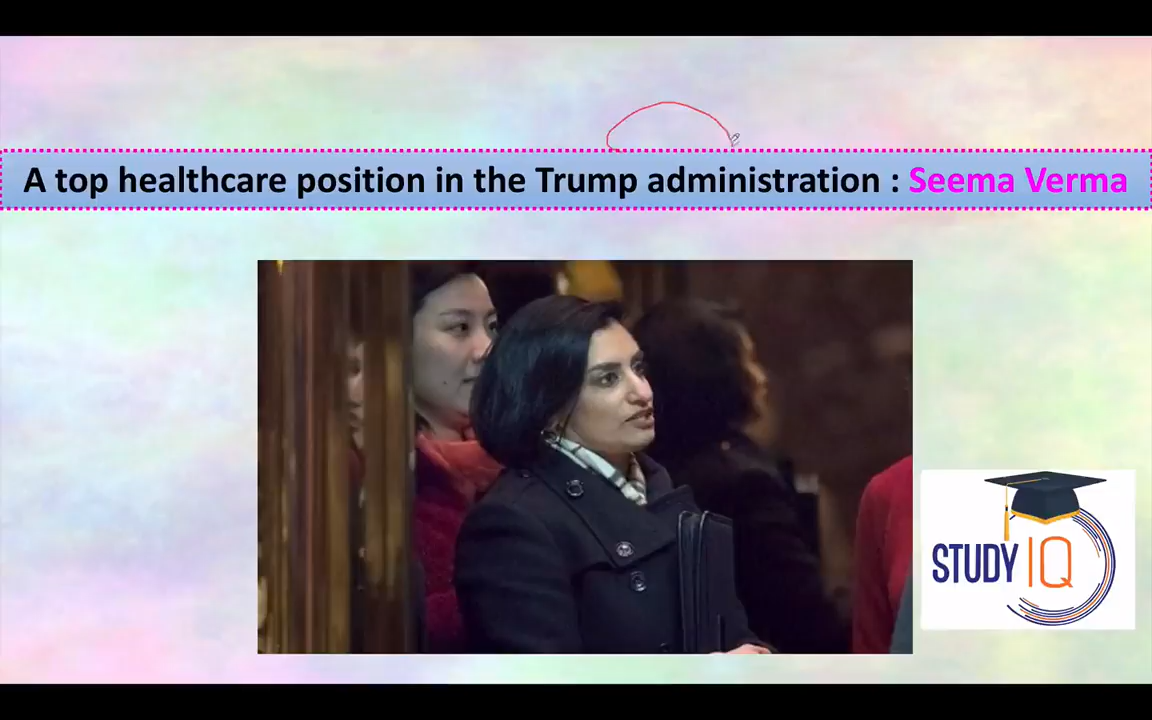 A top healthcare position in the Trump administration : Seema Verma
STUDY IQ